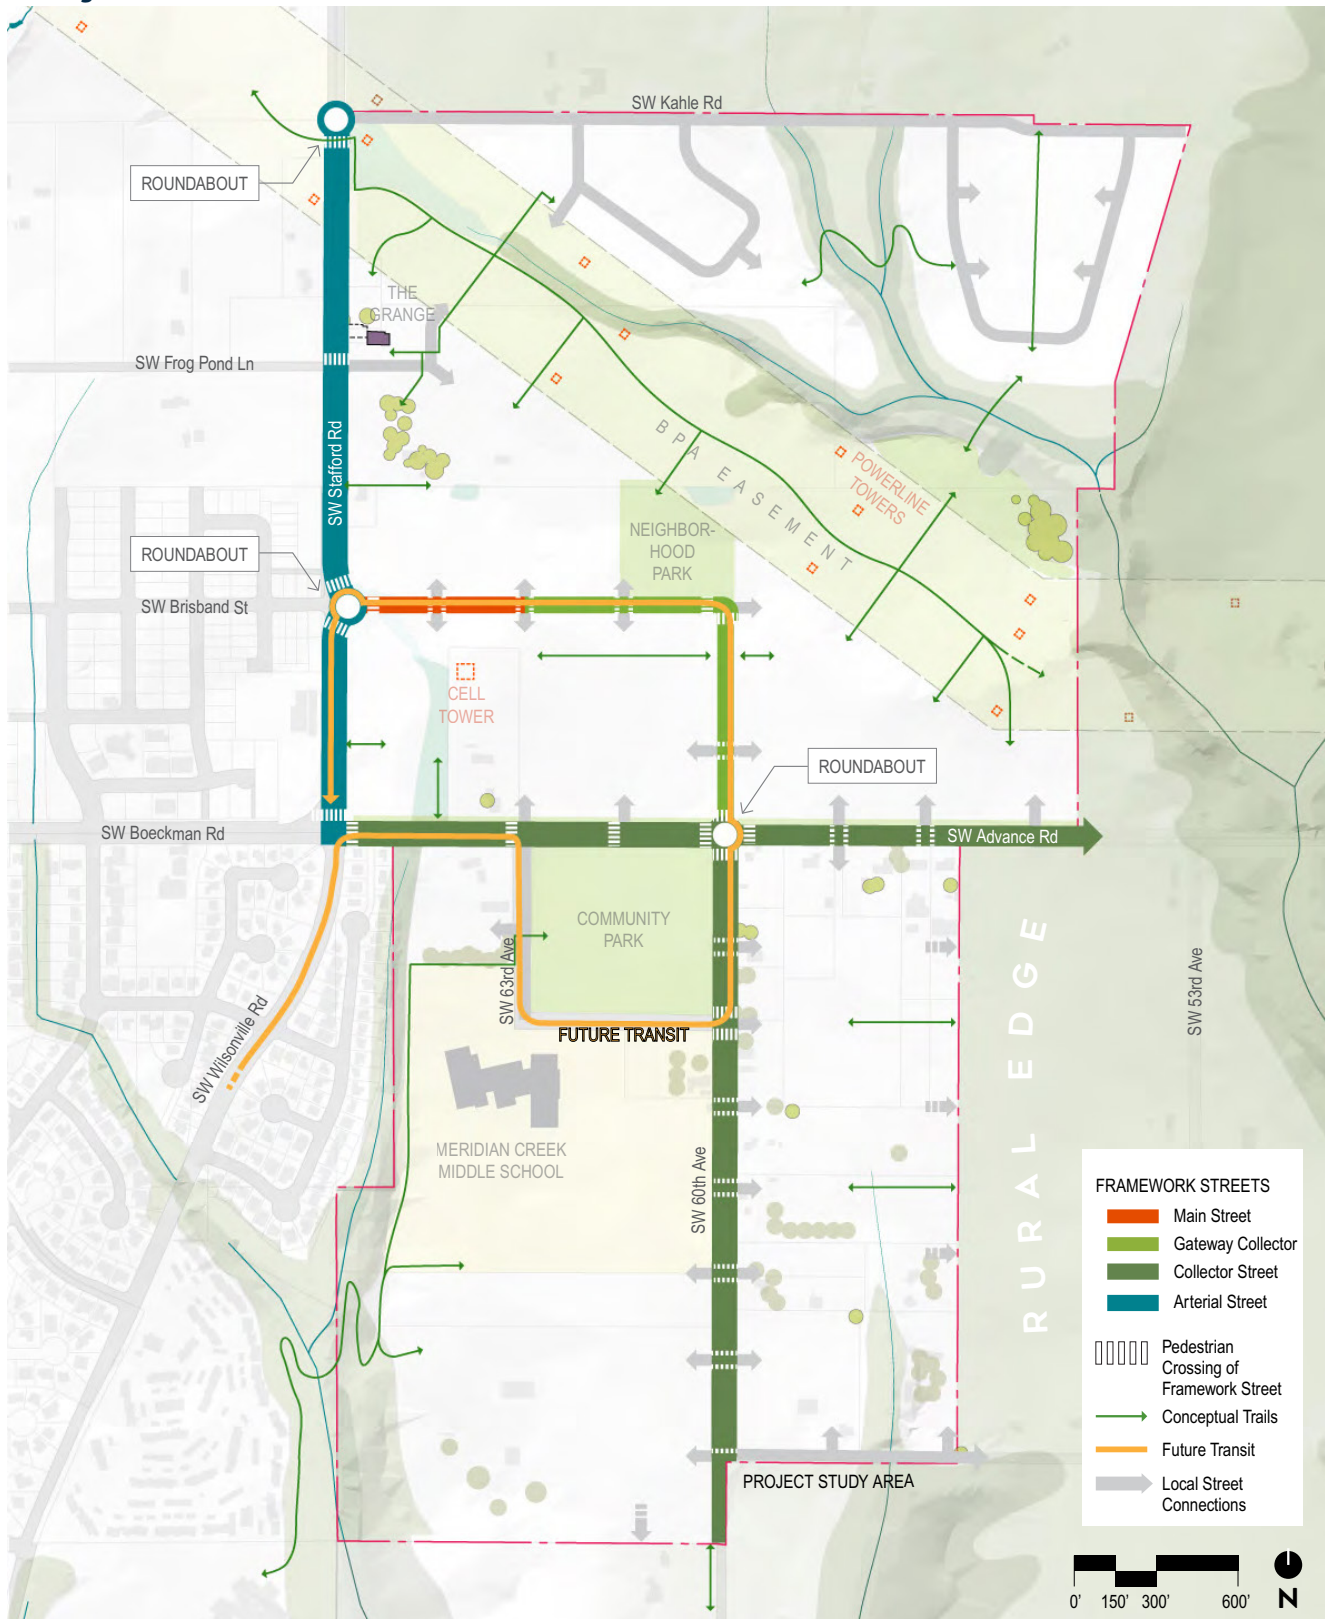 SW Kahle Rd
ROUNDABOUT
THE
GRANGE
SW Frog Pond Ln
SW Stafford Rd
BPA EASEMENT
POWERLINE
TOWERS
NEIGHBOR-
HOOD
PARK
ROUNDABOUT
SW Brisband St
CELL
TOWER
ROUNDABOUT
SW Boeckman Rd
SW Advance Rd
COMMUNITY
PARK
SW 63rd Ave
FUTURE TRANSIT
SW Wilsonville Rd
RURAL EDGE
SW 53rd Ave
MERIDIAN CREEK
MIDDLE SCHOOL
SW 60th Ave
PROJECT STUDY AREA
FRAMEWORK STREETS
Main Street
Gateway Collector
Collector Street
Arterial Street
Pedestrian
Crossing of
Framework Street
Conceptual Trails
Future Transit
Local Street
Connections
0' 150' 300' 600'
N